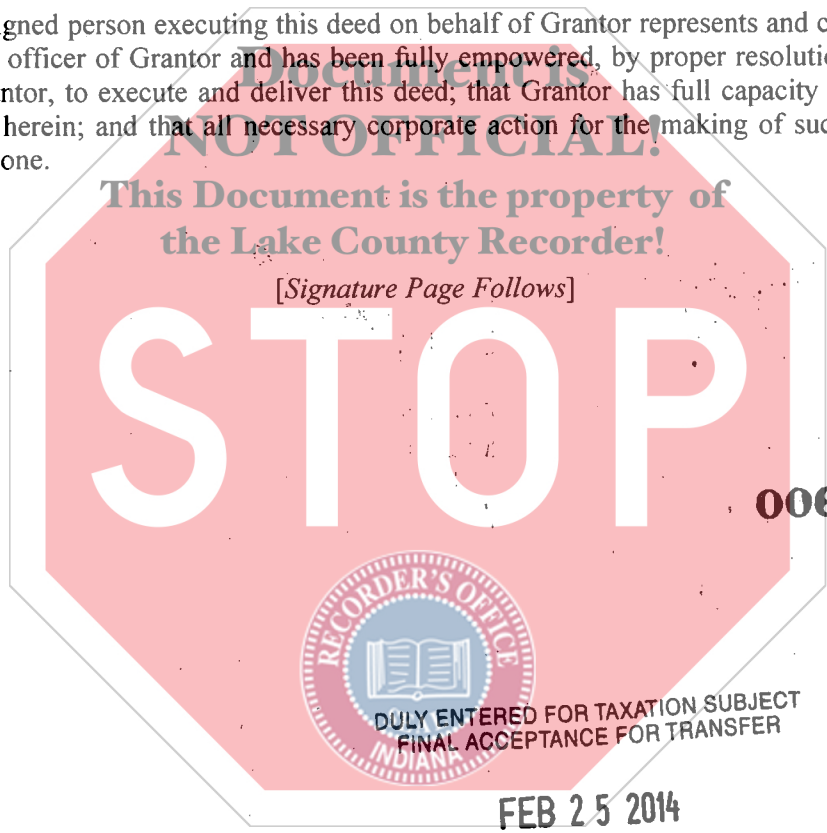 gned person executing this deed on behalf of Grantor represents and c
officer of Grantor and has been fully empowered, by proper resoluti
ntor, to execute and deliver this deed; that Grantor has full capacity
herein; and that all necessary corporate action for the making of suc
one.
Document is
NOT OFFICIAL!
This Document is the property of
the Lake County Recorder!
[Signature Page Follows]
STOP
006
RECORDER'S OFFICE
INDIANA
DULY ENTERED FOR TAXATION SUBJECT
FINAL ACCEPTANCE FOR TRANSFER
FEB 25 2014